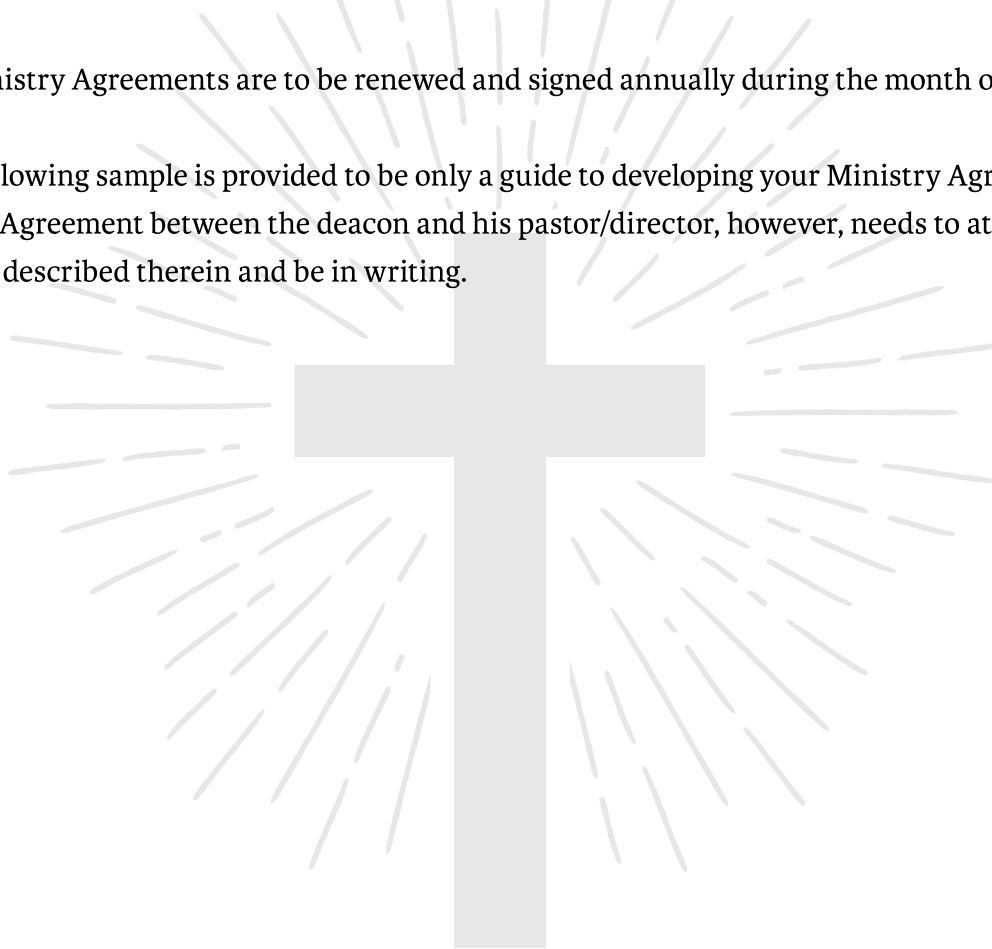 nistry Agreements are to be renewed and signed annually during the month o
lowing sample is provided to be only a guide to developing your Ministry Agr
Agreement between the deacon and his pastor/director, however, needs to at
described therein and be in writing.